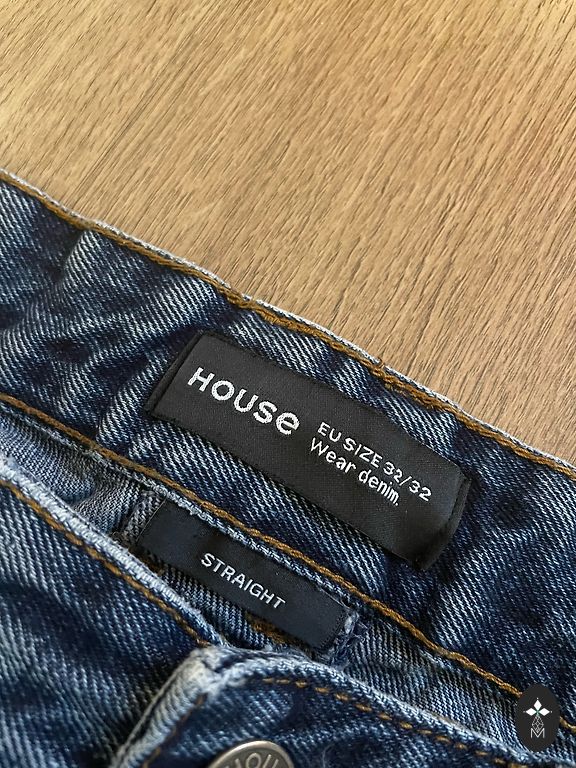 HOUSe
EU SIZE 32/32
Wear denim.
STRAIGHT